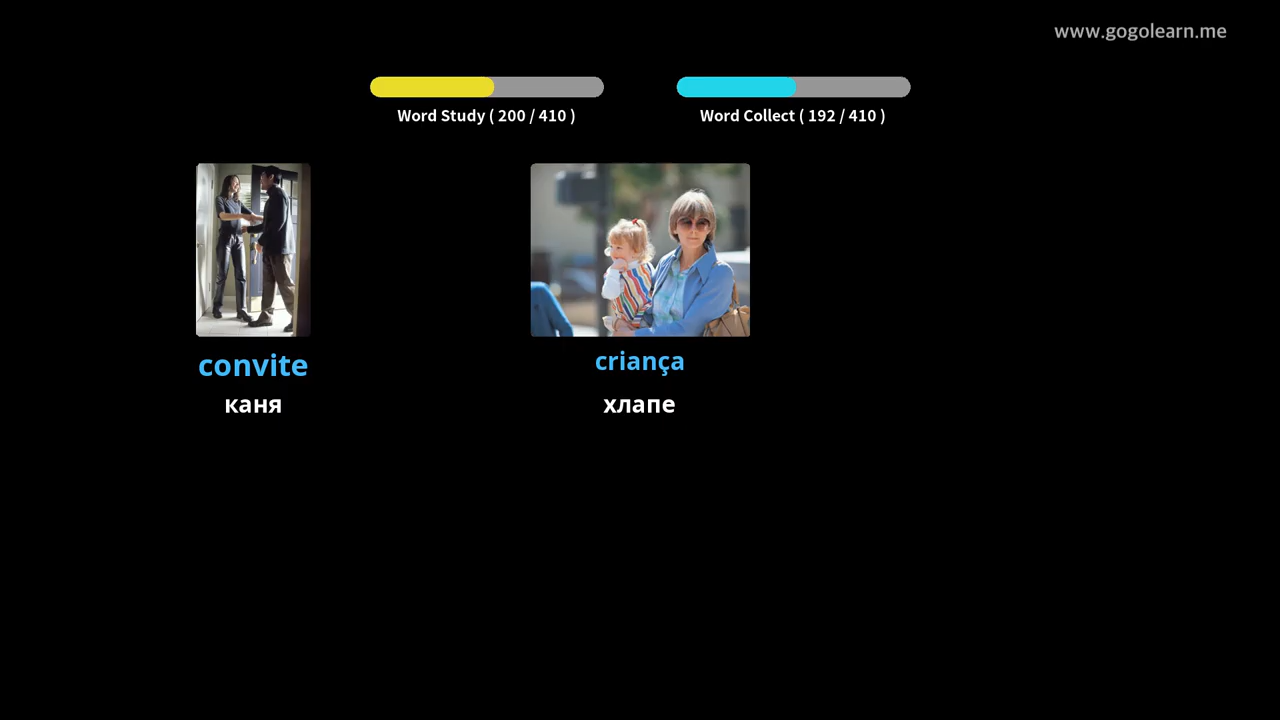 www.gogolearn.me
Word Study ( 200 / 410 )
Word Collect ( 192 / 410 )
convite
каня
criança
хлапе